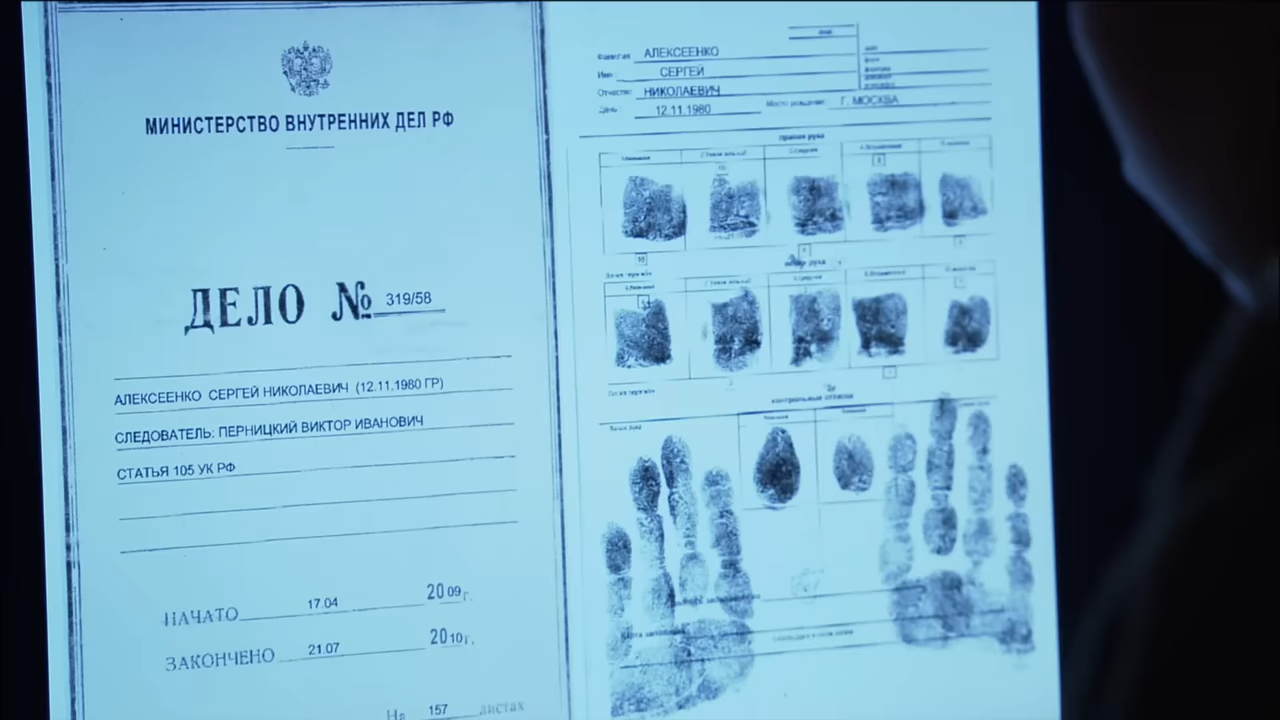 МИНИСТЕРСТВО ВНУТРЕННИХ ДЕЛ РФ
ДЕЛО № 319/58
АЛЕКСЕЕНКО СЕРГЕЙ НИКОЛАЕВИЧ (12.11.1980 ГР)
СЛЕДОВАТЕЛЬ: ПЕРНИЦКИЙ ВИКТОР ИВАНОВИЧ
СТАТЬЯ 105 УК РФ
НАЧАТО 17.04 2009г.
ЗАКОНЧЕНО 21.07 2010г.
На 157 листах
Фамилия АЛЕКСЕЕНКО
Имя СЕРГЕЙ
Отчество НИКОЛАЕВИЧ
День 12.11.1980 Место рождения Г. МОСКВА
правая рука
рука
контрольные оттиски